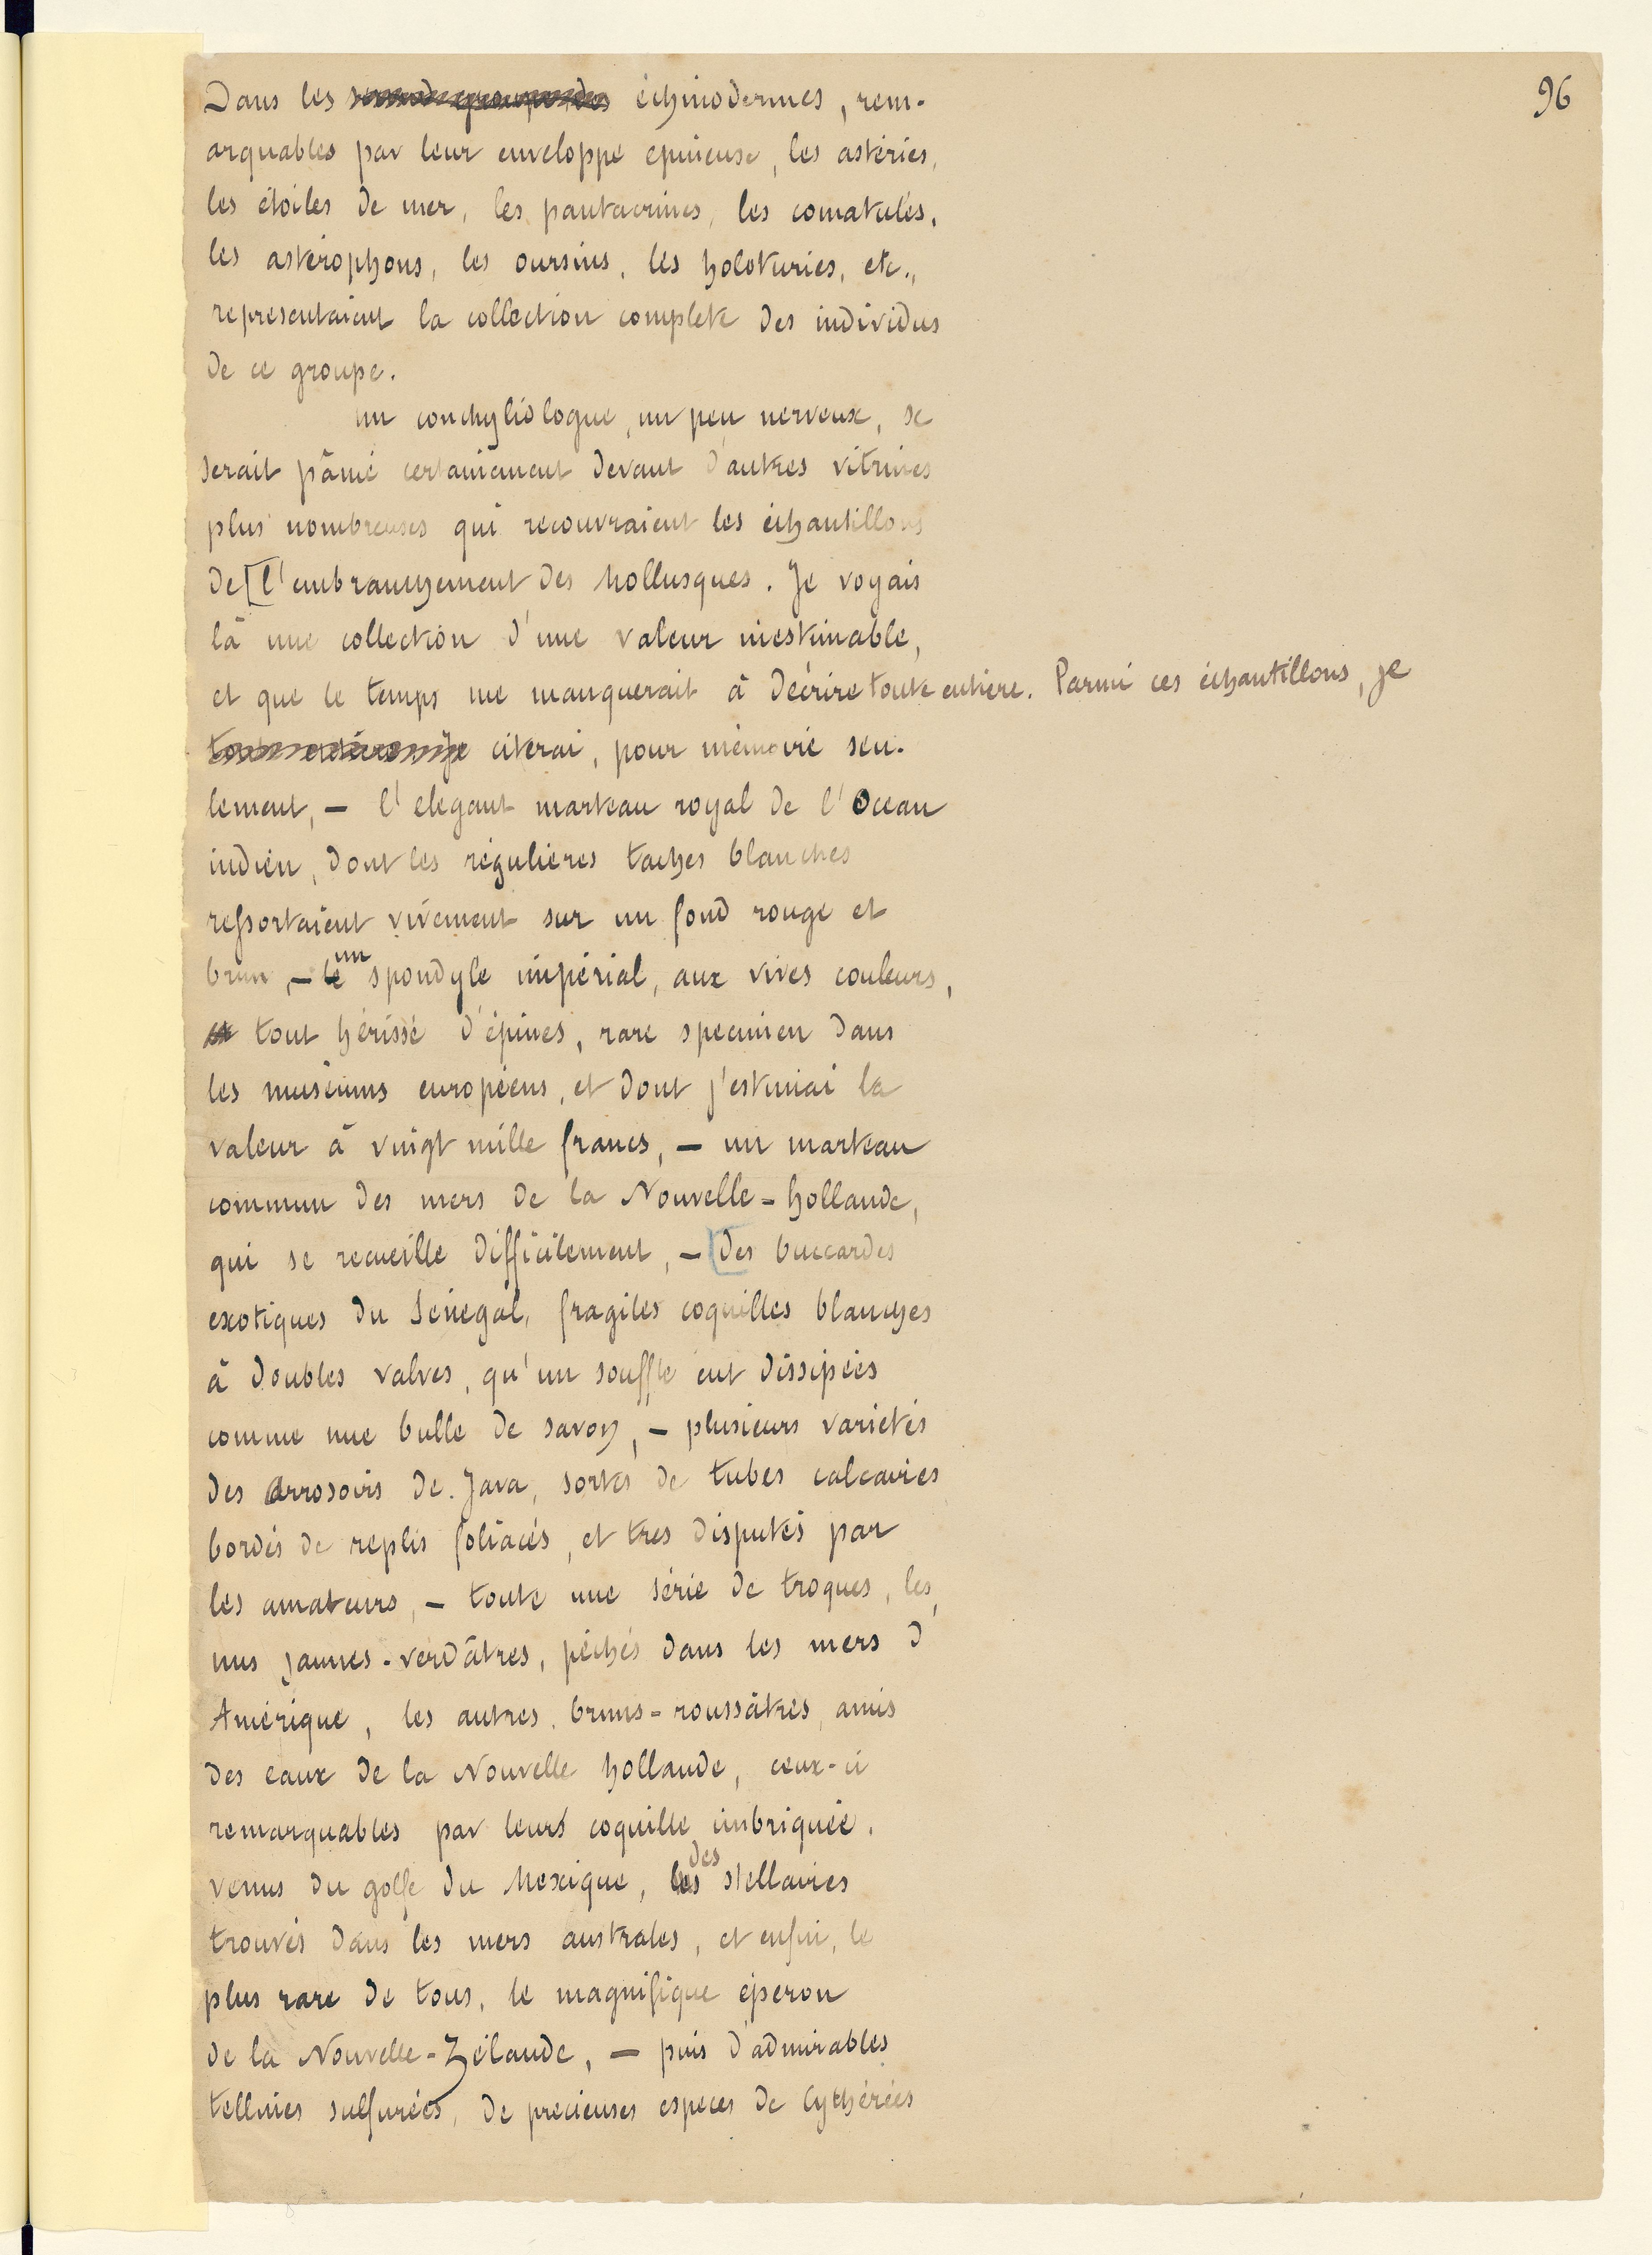 96
Dans les échinodermes, rem-
arquables par leur enveloppe épineuse, les astéries,
les étoiles de mer, les pantacrines, les comatules,
les astérophons, les oursins, les holoturies, etc.,
representaient la collection complète des individus
de ce groupe.
un conchyliologue, un peu nerveux, se
serait pâmé certainement devant d'autres vitrines
plus nombreuses qui recouvraient les échantillons
de [l'embranchement des Mollusques. Je voyais
là une collection d'une valeur inestimable,
et que le temps me manquerait à décrire toute entière. Parmi ces échantillons, je
citerai, pour mémoire seu-
lement, — l'élégant marteau royal de l'Océan
indien, dont les régulières taches blanches
ressortaient vivement sur un fond rouge et
brun — un spondyle impérial, aux vives couleurs,
tout hérissé d'épines, rare specimen dans
les muséums européens, et dont j'estimai la
valeur à vingt mille francs, — un marteau
commun des mers de la Nouvelle-hollande,
qui se recueille difficilement, — [des buccardes
exotiques du Sénégal, fragiles coquilles blanches
à doubles valves, qu'un souffle eut dissipées
comme une bulle de savon, — plusieurs variétés
des arrosoirs de Java, sortes de tubes calcaires
bordés de replis foliacés, et très disputés par
les amateurs, — toute une série de troques, les
uns jaunes-verdâtres, pêchés dans les mers d'
Amérique, les autres, bruns-roussâtres, amis
des eaux de la Nouvelle hollande, ceux-ci
remarquables par leurs coquille imbriquée,
venus du golfe du Mexique, des stellaires
trouvés dans les mers australes, et enfin, le
plus rare de tous, le magnifique éperon
de la Nouvelle-Zélande, — puis d'admirables
tellines sulfurées, de précieuses espèces de Cythérées